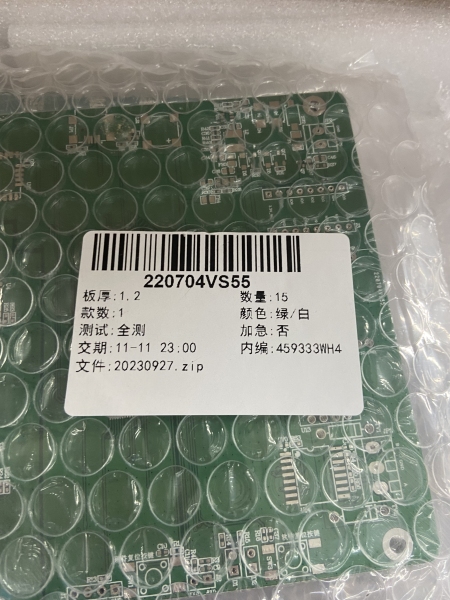 220704VS55
板厚:1.2 数量:15
款数:1 颜色:绿/白
测试:全测 加急:否
交期:11-11 23:00 内编:459333WH4
文件:20230927.zip